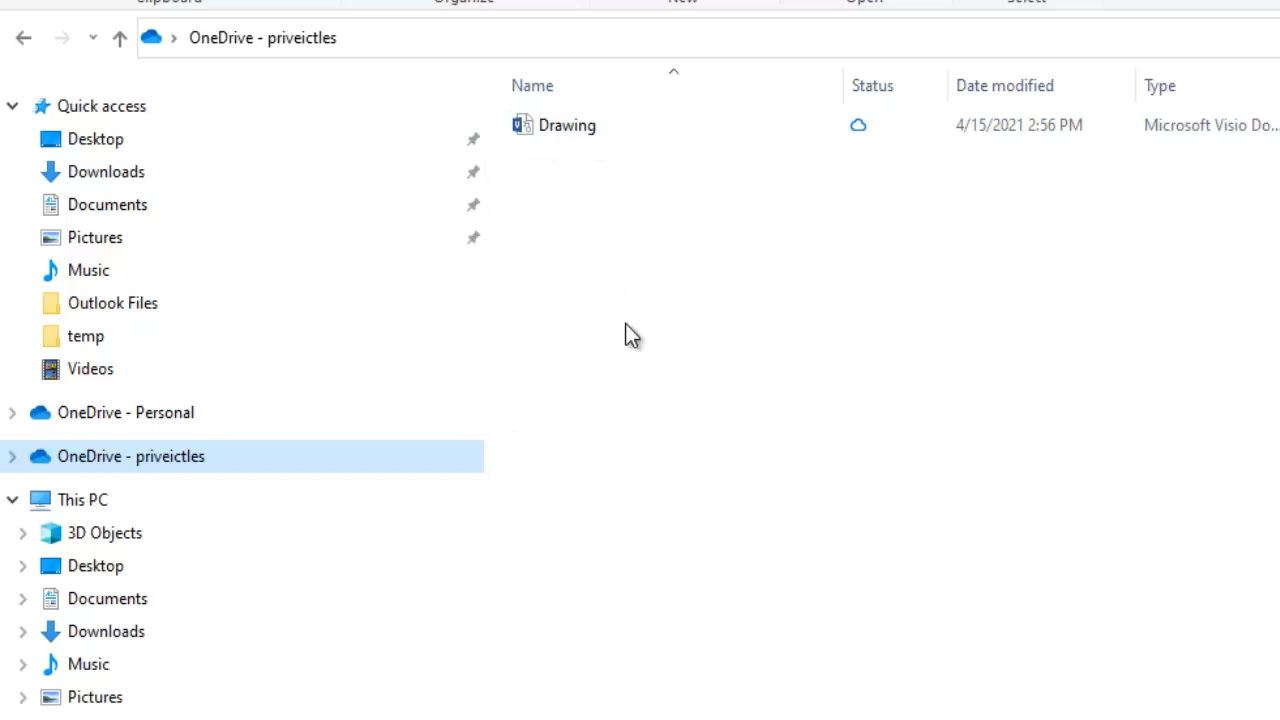 Clipboard Organize New Open Select
OneDrive - priveictles
Name Status Date modified Type
Drawing 4/15/2021 2:56 PM Microsoft Visio Do...
Quick access
Desktop
Downloads
Documents
Pictures
Music
Outlook Files
temp
Videos
OneDrive - Personal
OneDrive - priveictles
This PC
3D Objects
Desktop
Documents
Downloads
Music
Pictures